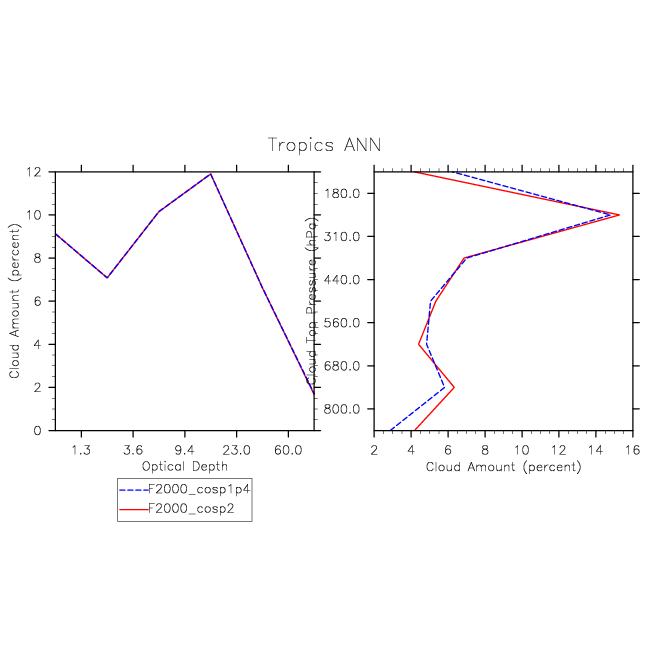 Tropics ANN
Cloud Amount (percent)
12
10
8
6
4
2
0
1.3 3.6 9.4 23.0 60.0
Optical Depth
Cloud Top Pressure (hPa)
180.0
310.0
440.0
560.0
680.0
800.0
2 4 6 8 10 12 14 16
Cloud Amount (percent)
F2000_cosp1p4
F2000_cosp2